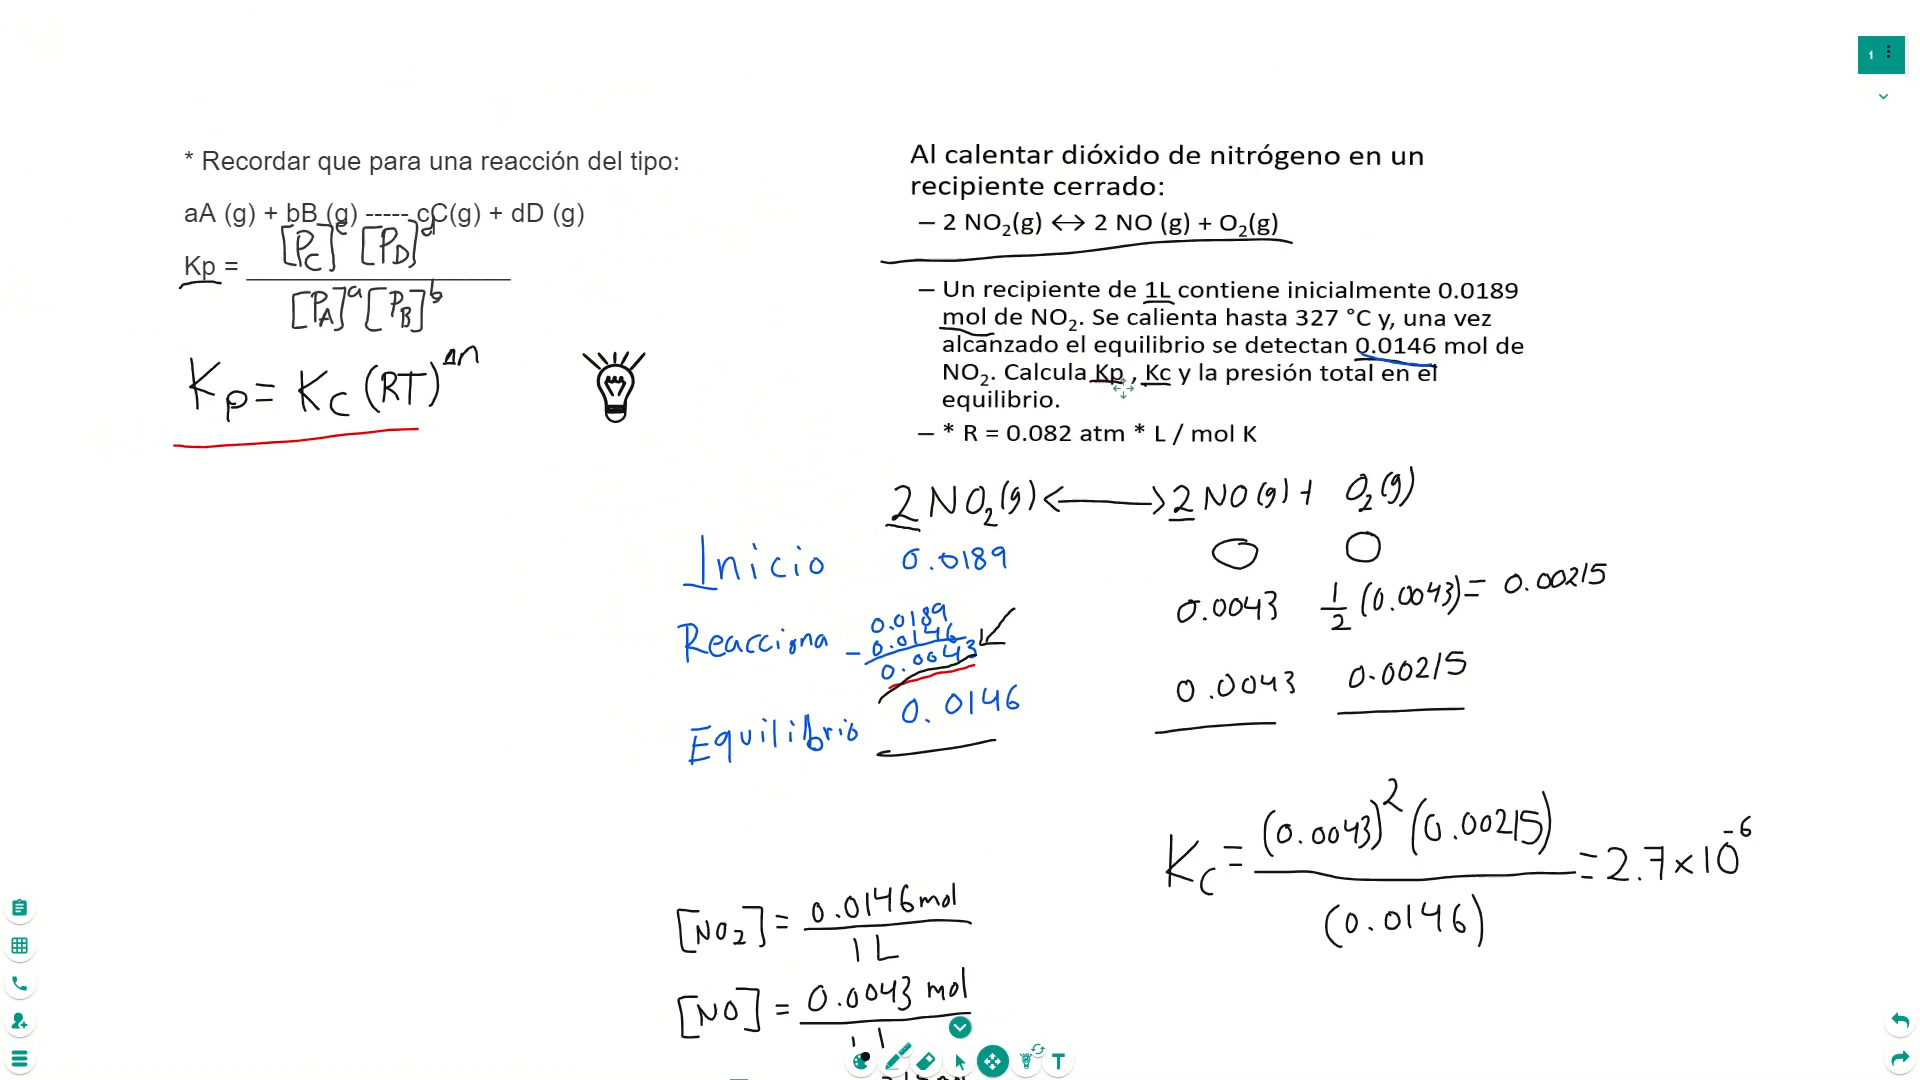 * Recordar que para una reacción del tipo:
aA (g) + bB (g) ----- cC(g) + dD (g)
Kp = [PC]^c [PD]^d
[PA]^a [PB]^b
Kp = Kc (RT)^Δn
Al calentar dióxido de nitrógeno en un
recipiente cerrado:
– 2 NO₂(g) ↔ 2 NO (g) + O₂(g)
– Un recipiente de 1L contiene inicialmente 0.0189
mol de NO₂. Se calienta hasta 327 °C y, una vez
alcanzado el equilibrio se detectan 0.0146 mol de
NO₂. Calcula Kp , Kc y la presión total en el
equilibrio.
– * R = 0.082 atm * L / mol K
2 NO₂(g) <——> 2 NO(g) + O₂(g)
Inicio 0.0189 0 0
Reacciona 0.0189
– 0.0146
0.0043 0.0043 1/2 (0.0043) = 0.00215
Equilibrio 0.0146 0.0043 0.00215
Kc = (0.0043)² (0.00215) = 2.7 x 10⁻⁶
(0.0146)
[NO₂] = 0.0146 mol
1 L
[NO] = 0.0043 mol
1
T